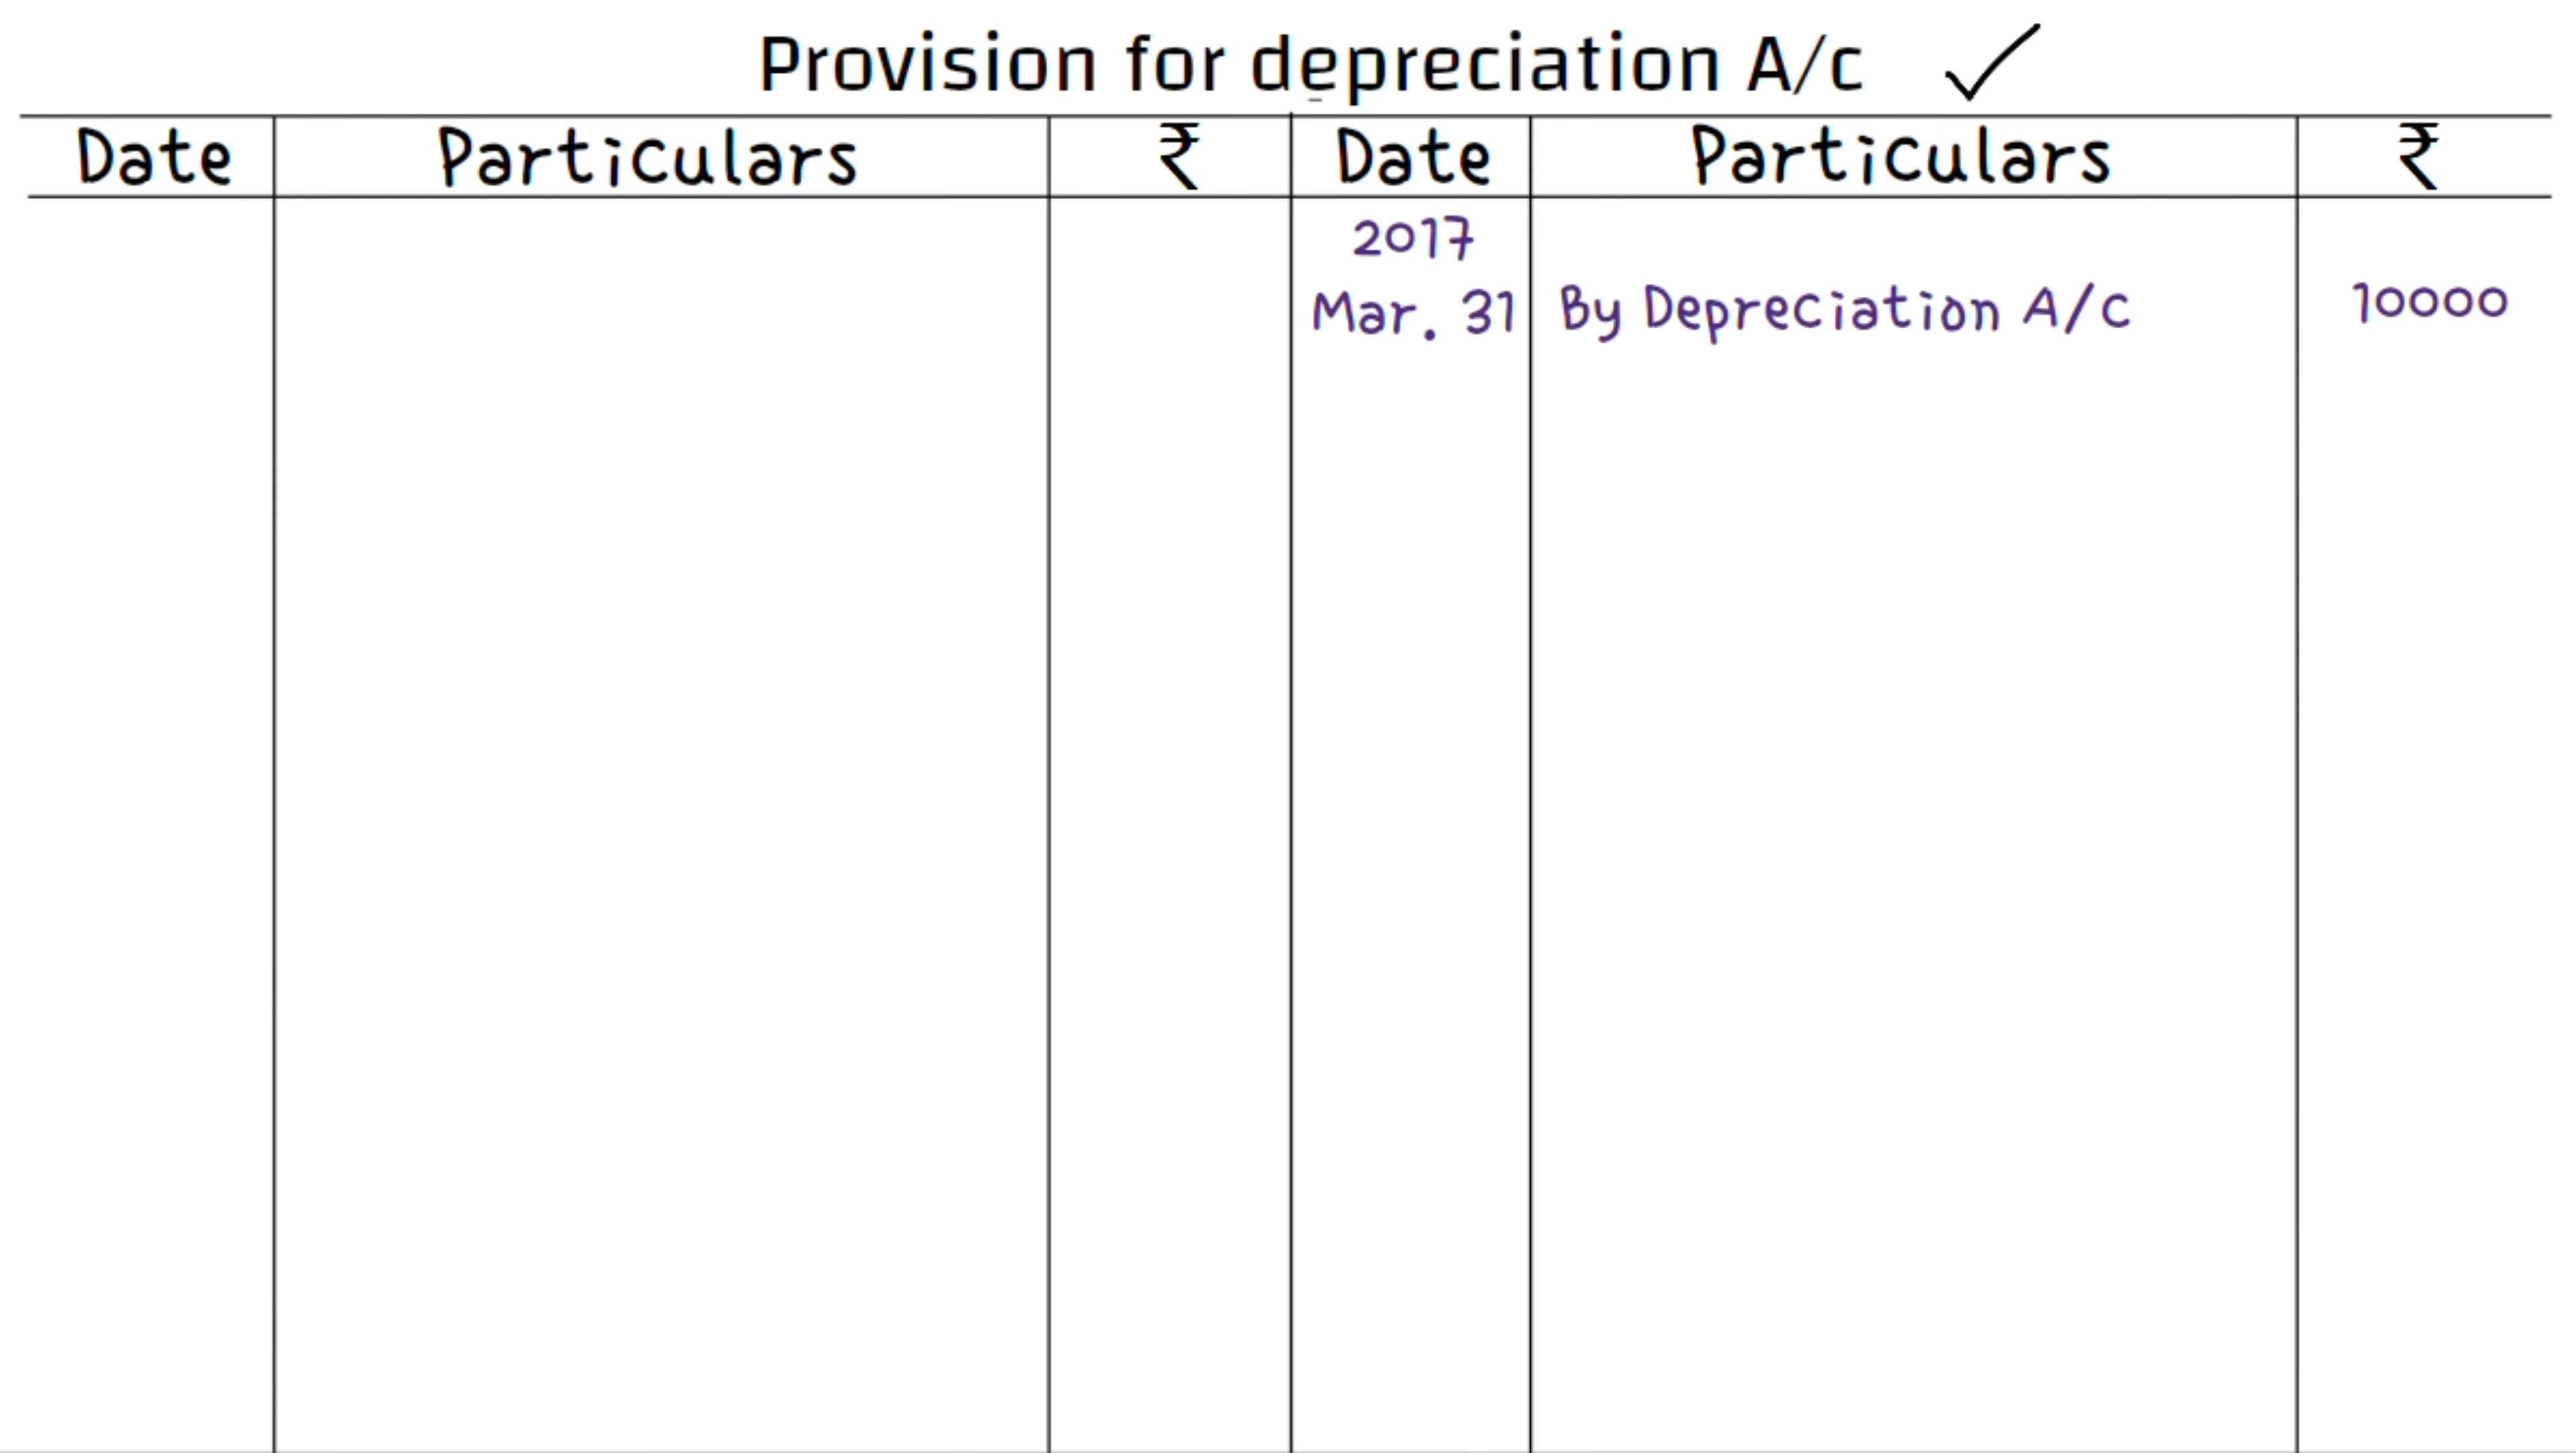 Provision for depreciation A/c ✓
Date Particulars ₹ Date Particulars ₹
2017
Mar. 31 By Depreciation A/c 10000